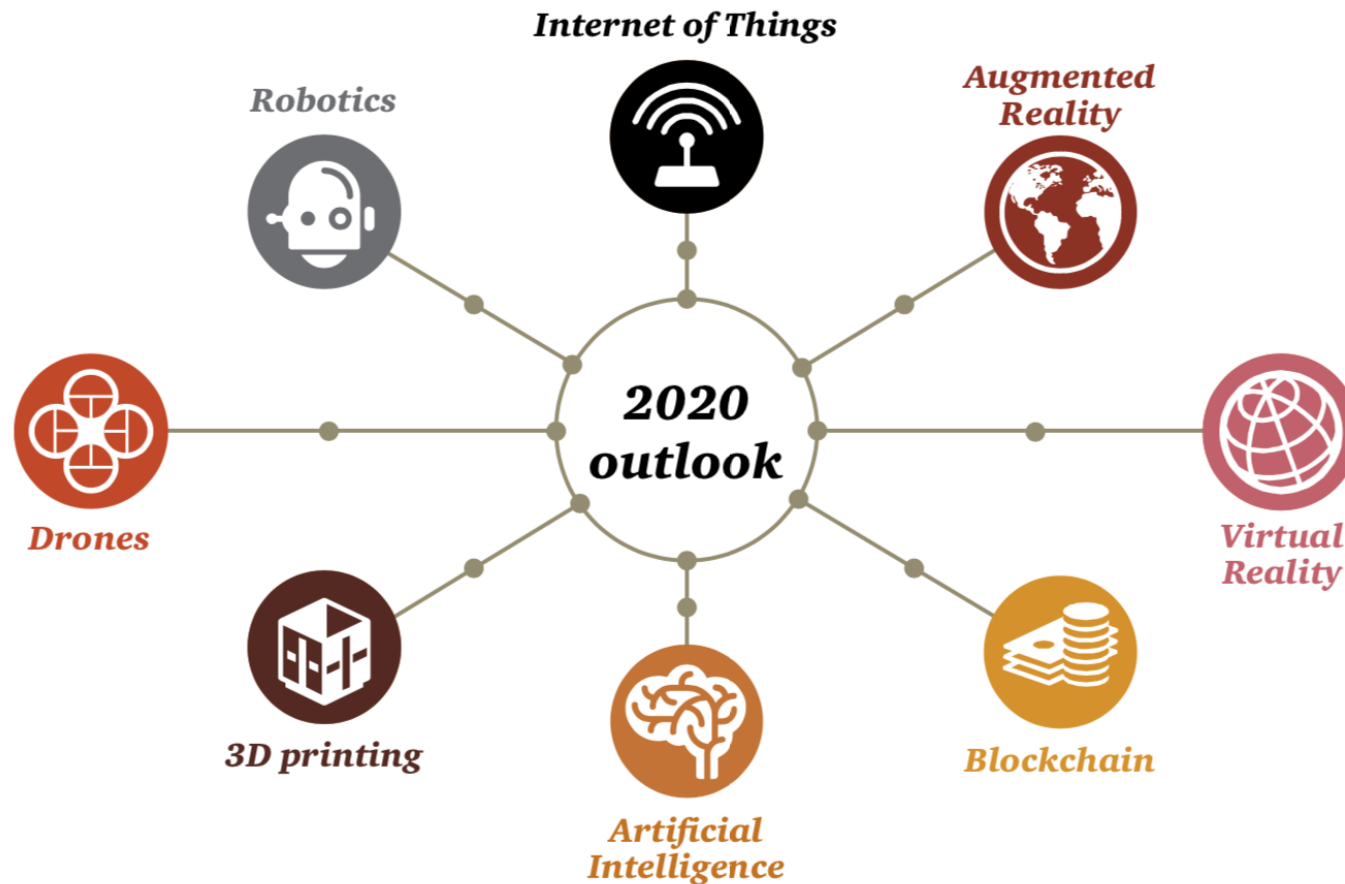 Internet of Things
Augmented
Reality
Robotics
2020
outlook
Drones
Virtual
Reality
3D printing
Blockchain
Artificial
Intelligence